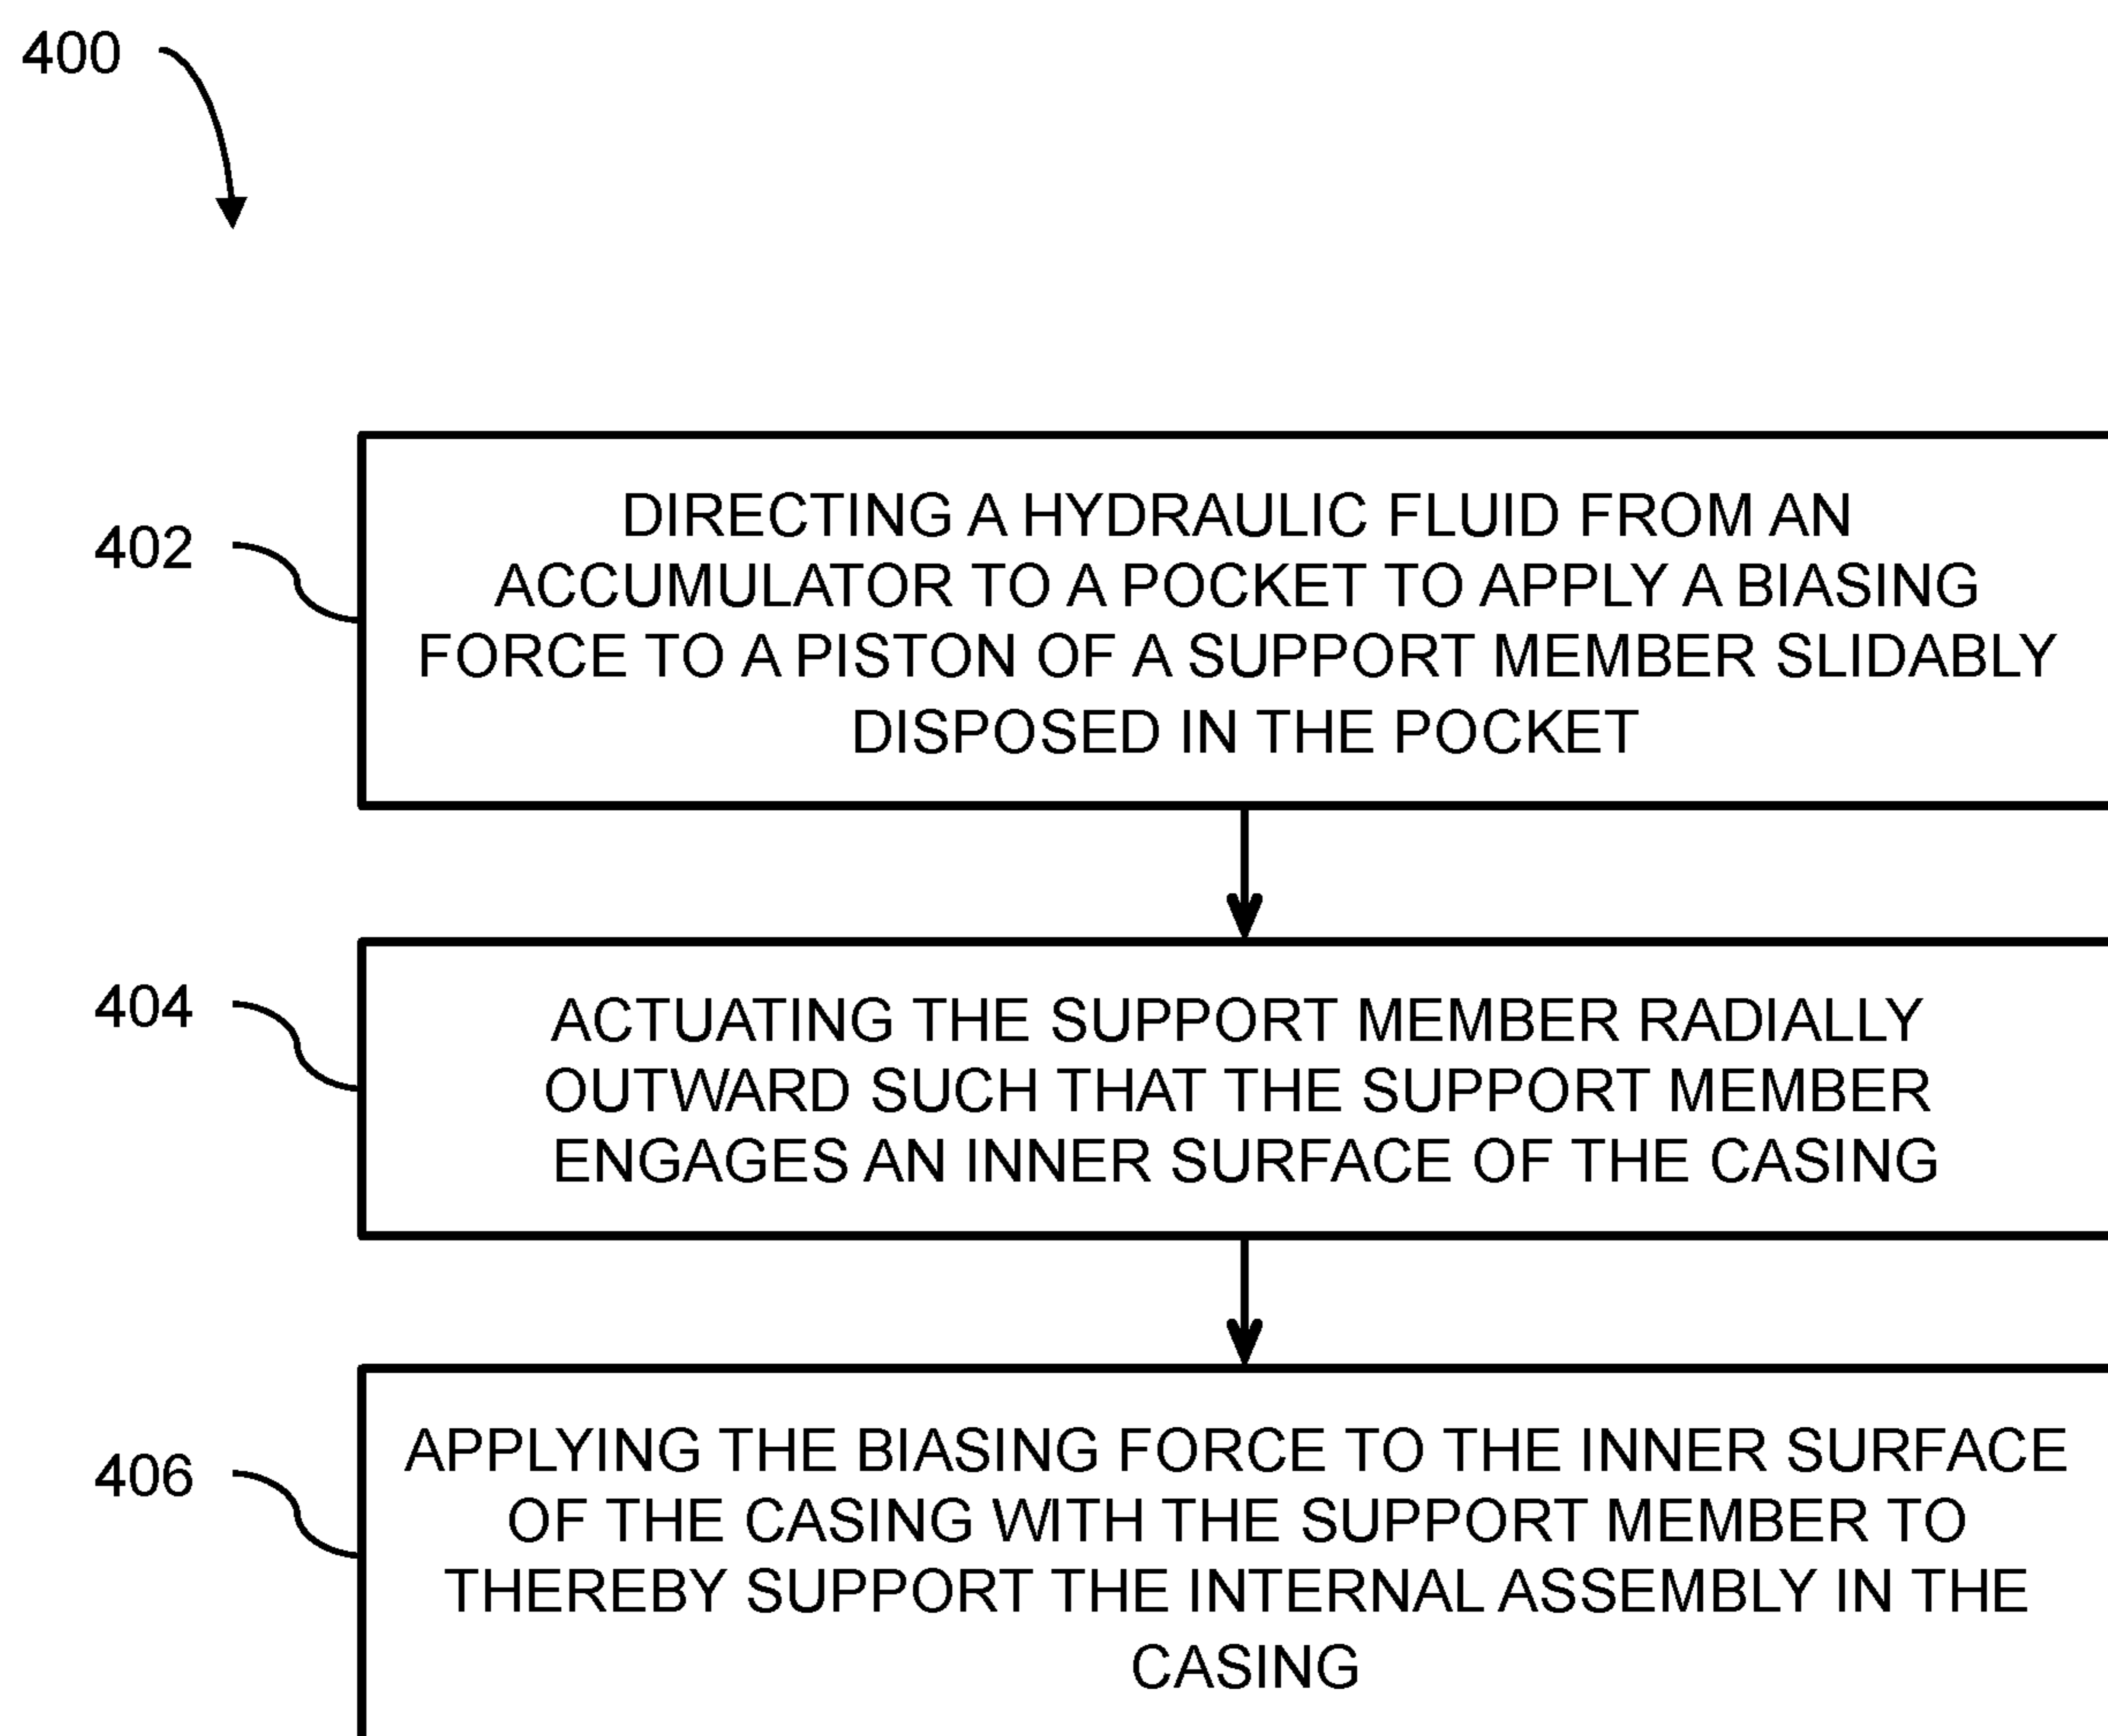 400
402
DIRECTING A HYDRAULIC FLUID FROM AN
ACCUMULATOR TO A POCKET TO APPLY A BIASING
FORCE TO A PISTON OF A SUPPORT MEMBER SLIDABLY
DISPOSED IN THE POCKET
404
ACTUATING THE SUPPORT MEMBER RADIALLY
OUTWARD SUCH THAT THE SUPPORT MEMBER
ENGAGES AN INNER SURFACE OF THE CASING
406
APPLYING THE BIASING FORCE TO THE INNER SURFACE
OF THE CASING WITH THE SUPPORT MEMBER TO
THEREBY SUPPORT THE INTERNAL ASSEMBLY IN THE
CASING